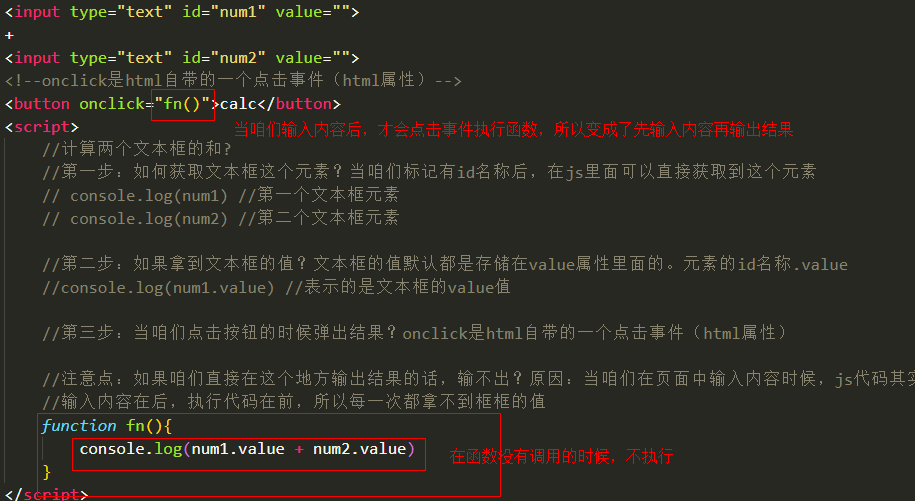 <input type="text" id="num1" value="">
+
<input type="text" id="num2" value="">
<!--onclick是html自带的一个点击事件（html属性）-->
<button onclick="fn()">calc</button>
<script>
当咱们输入内容后，才会点击事件执行函数，所以变成了先输入内容再输出结果
//计算两个文本框的和?
//第一步：如何获取文本框这个元素？当咱们标记有id名称后，在js里面可以直接获取到这个元素
// console.log(num1) //第一个文本框元素
// console.log(num2) //第二个文本框元素
//第二步：如果拿到文本框的值？文本框的值默认都是存储在value属性里面的。元素的id名称.value
//console.log(num1.value) //表示的是文本框的value值
//第三步：当咱们点击按钮的时候弹出结果？onclick是html自带的一个点击事件（html属性）
//注意点：如果咱们直接在这个地方输出结果的话，输不出？原因：当咱们在页面中输入内容时候，js代码其实
//输入内容在后，执行代码在前，所以每一次都拿不到框框的值
function fn(){
console.log(num1.value + num2.value)
在函数没有调用的时候，不执行
}
</script>